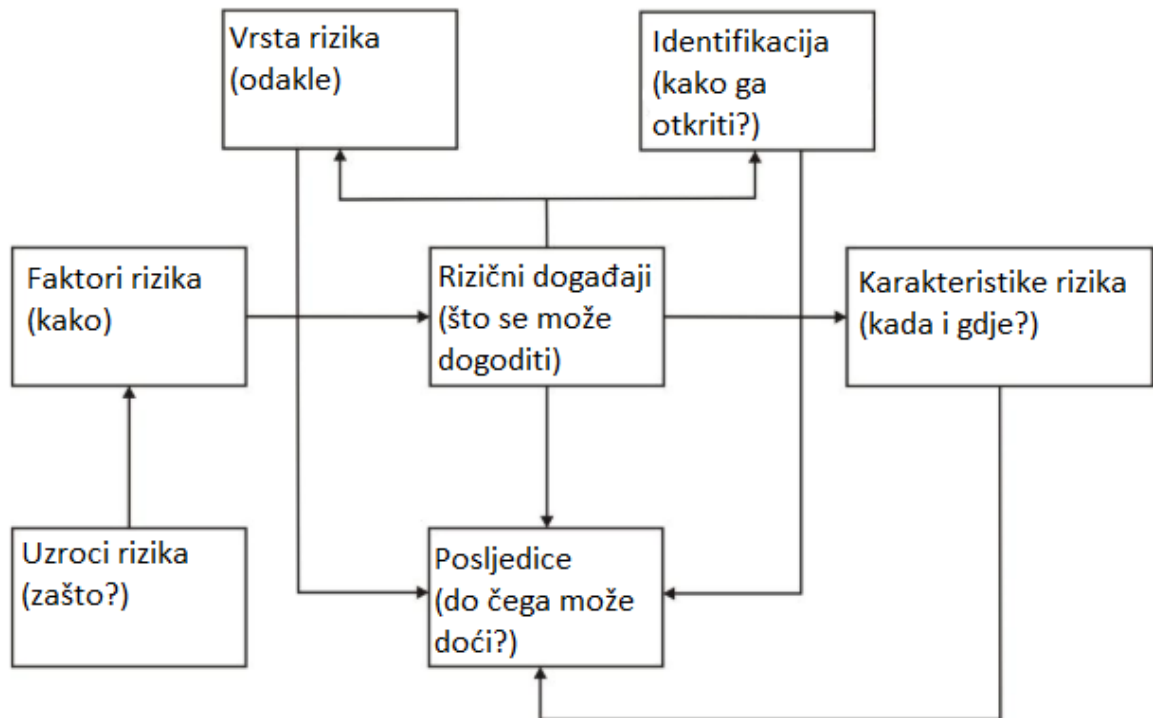 Vrsta rizika
(odakle)
Identifikacija
(kako ga
otkriti?)
Faktori rizika
(kako)
Rizični događaji
(što se može
dogoditi)
Karakteristike rizika
(kada i gdje?)
Uzroci rizika
(zašto?)
Posljedice
(do čega može
doći?)